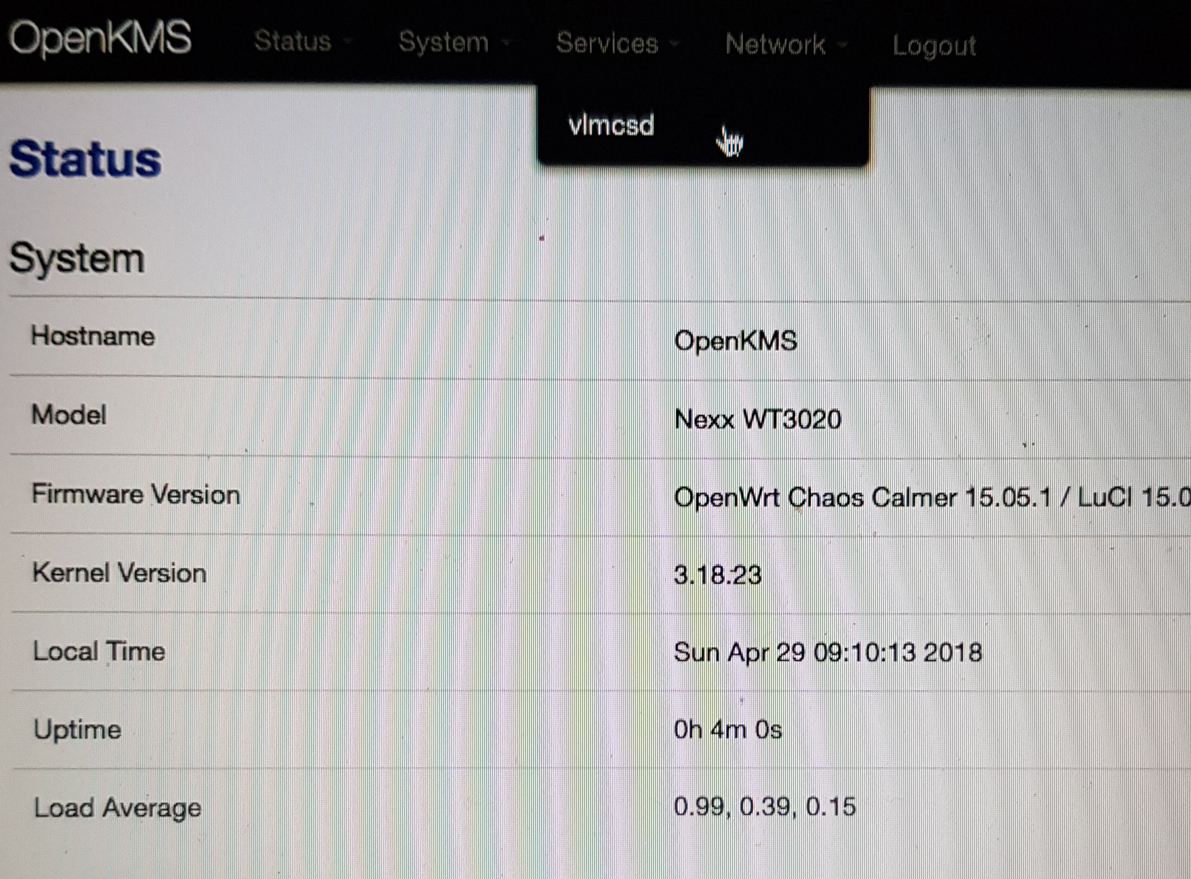 OpenKMS Status System Services Network Logout
vlmcsd
Status
System
Hostname OpenKMS
Model Nexx WT3020
Firmware Version OpenWrt Chaos Calmer 15.05.1 / LuCI 15.0
Kernel Version 3.18.23
Local Time Sun Apr 29 09:10:13 2018
Uptime 0h 4m 0s
Load Average 0.99, 0.39, 0.15